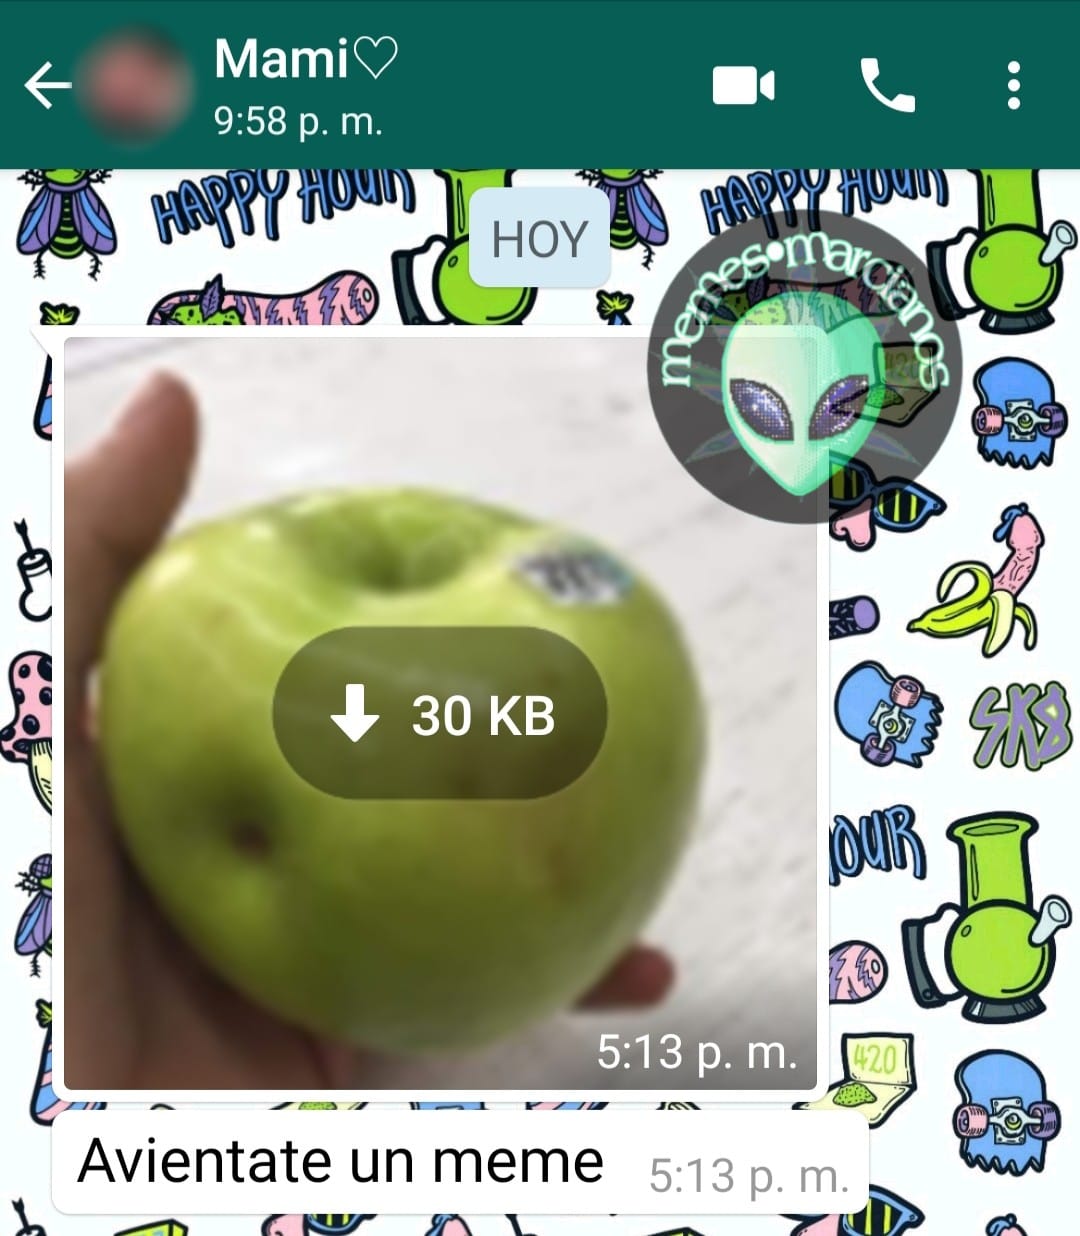 Mami♡
9:58 p. m.
HAPPY HOUR
HAPPY HOUR
HOY
memes•marcianos
420
30 KB
SK8
OUR
5:13 p. m.
420
Avientate un meme 5:13 p. m.